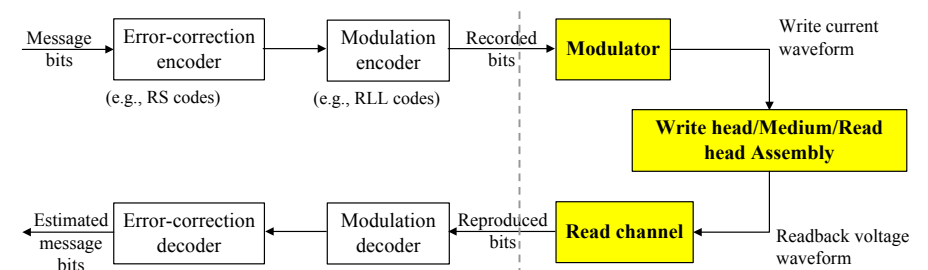 Message
bits
Error-correction
encoder
(e.g., RS codes)
Modulation
encoder
(e.g., RLL codes)
Recorded
bits
Modulator
Write current
waveform
Write head/Medium/Read
head Assembly
Estimated
message
bits
Error-correction
decoder
Modulation
decoder
Reproduced
bits
Read channel
Readback voltage
waveform